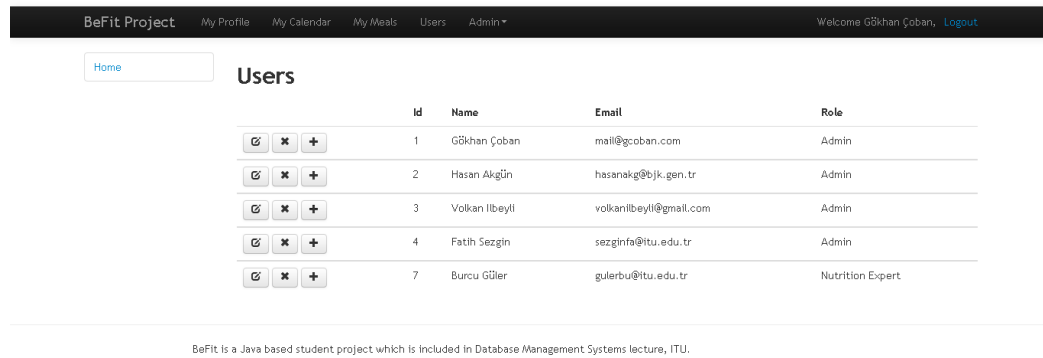 BeFit Project My Profile My Calendar My Meals Users Admin Welcome Gökhan Çoban, Logout
Home
Users
Id Name Email Role
1 Gökhan Çoban mail@gcoban.com Admin
2 Hasan Akgün hasanakg@bjk.gen.tr Admin
3 Volkan Ilbeyli volkanilbeyli@gmail.com Admin
4 Fatih Sezgin sezginfa@itu.edu.tr Admin
7 Burcu Güler gulerbu@itu.edu.tr Nutrition Expert
BeFit is a Java based student project which is included in Database Management Systems lecture, ITU.